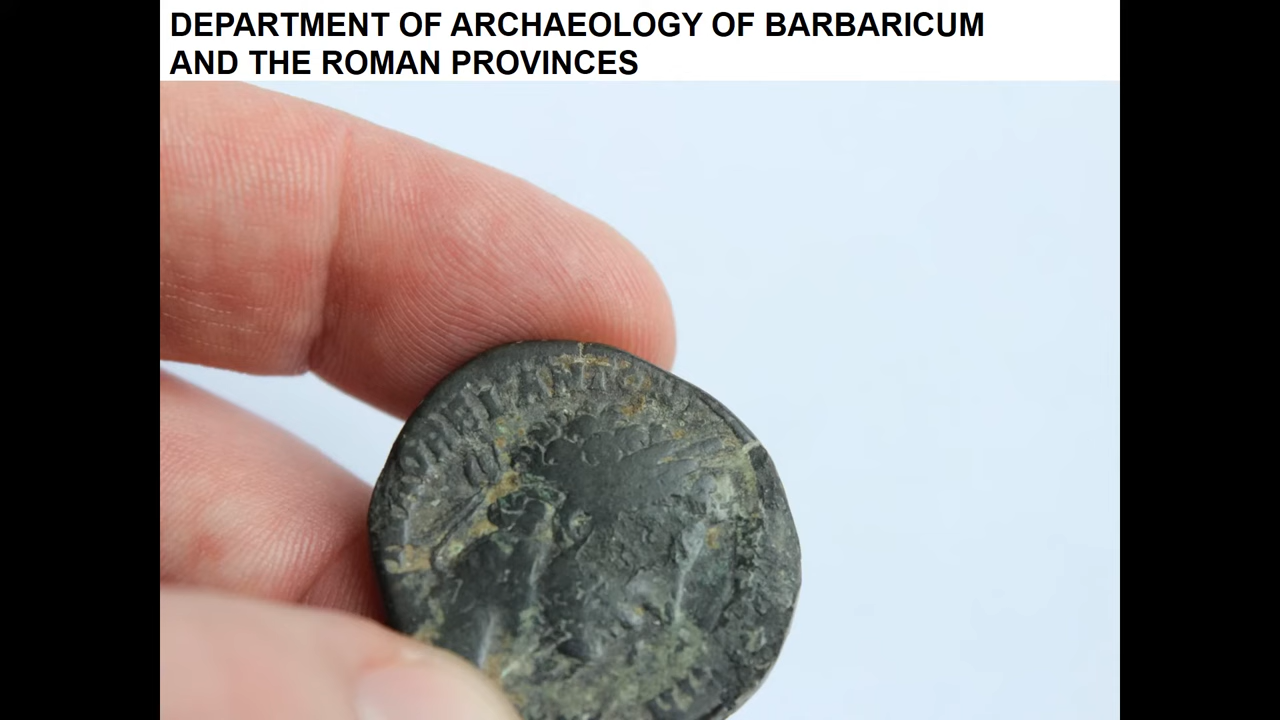 DEPARTMENT OF ARCHAEOLOGY OF BARBARICUM
AND THE ROMAN PROVINCES